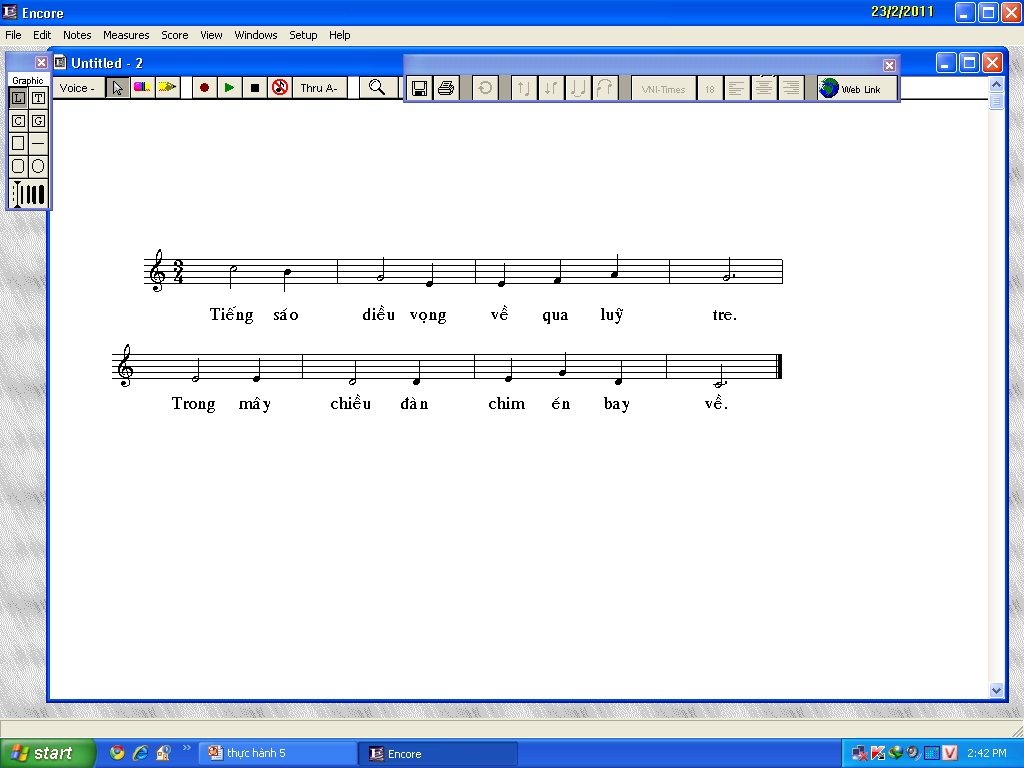 Encore
23/2/2011
File Edit Notes Measures Score View Windows Setup Help
Untitled - 2
Graphic
L T
C G
Voice -
Thru A-
VNI-Times
18
Web Link
3
4
Tiếng sáo diều vọng về qua luỹ tre.
Trong mây chiều đàn chim én bay về.
start
thực hành 5
Encore
2:42 PM